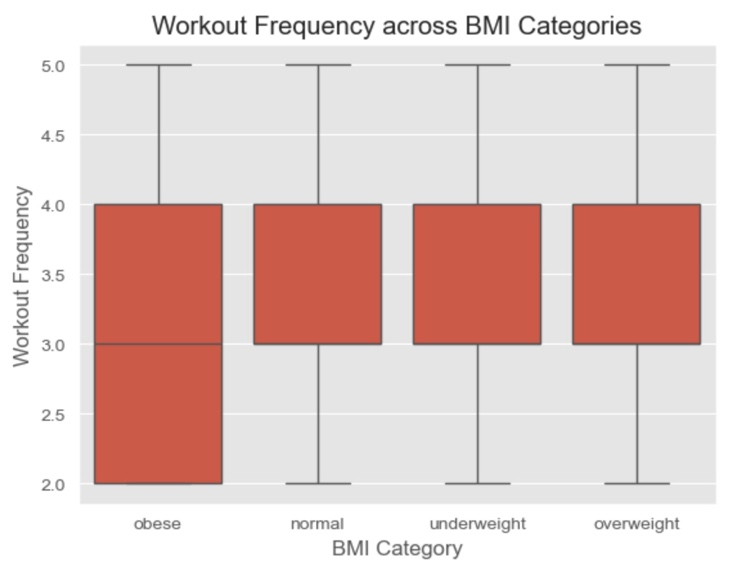 Workout Frequency across BMI Categories
5.0
4.5
4.0
3.5
3.0
2.5
2.0
Workout Frequency
obese normal underweight overweight
BMI Category